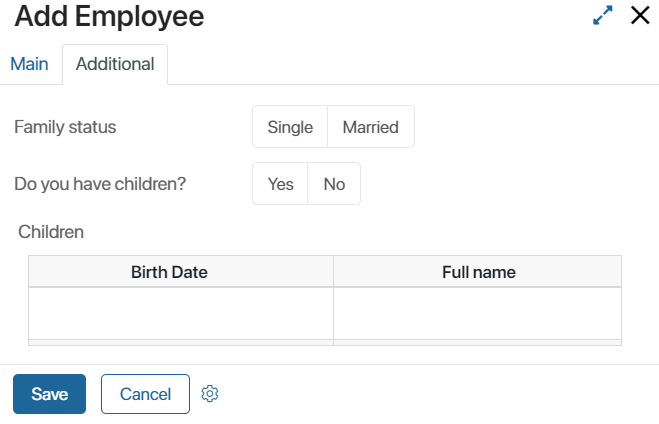 Add Employee
Main Additional
Family status Single Married
Do you have children? Yes No
Children
Birth Date Full name
Save Cancel